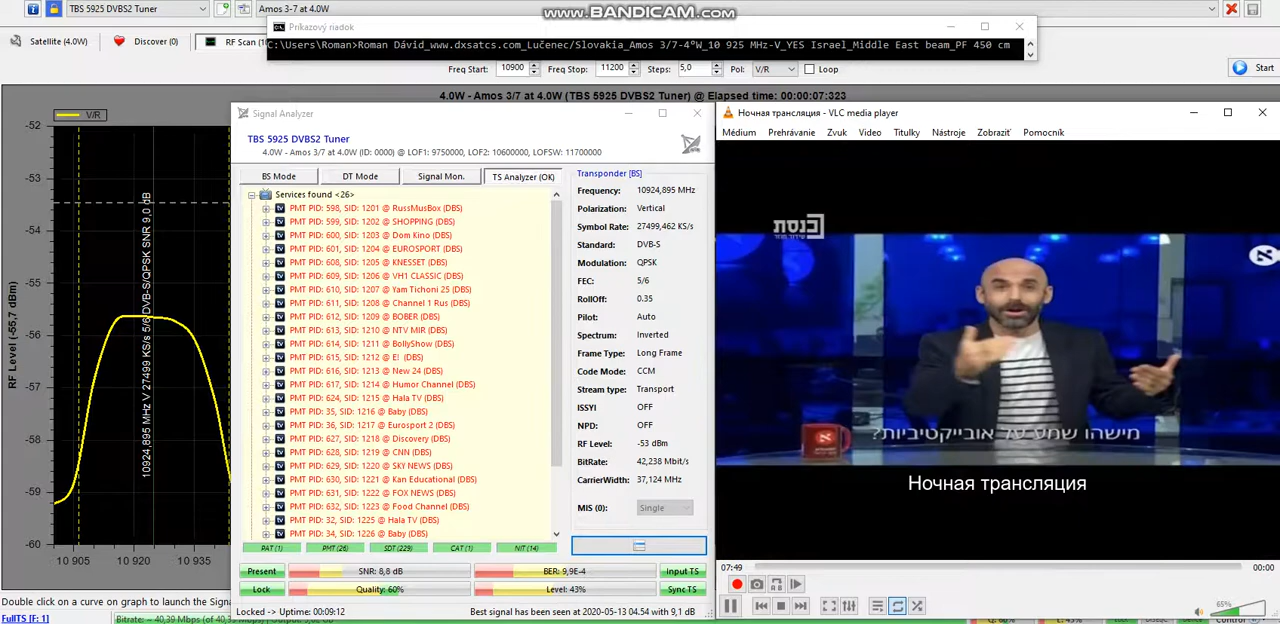 TBS 5925 DVBS2 Tuner
Amos 3-7 at 4.0W
www.BANDICAM.com
Príkazový riadok
C:\Users\Roman>Roman Dávid_www.dxsatcs.com_Lučenec/Slovakia_Amos 3/7-4°W_10 925 MHz-V_YES Israel_Middle East beam_PF 450 cm
Satellite (4.0W)
Discover (0)
RF Scan (1
Freq Start: 10900
Freq Stop: 11200
Steps: 5,0
Pol: V/R
Loop
Start
4.0W - Amos 3/7 at 4.0W (TBS 5925 DVBS2 Tuner) @ Elapsed time: 00:00:07:323
V/R
-52
-53
-54
-55
-56
-57
-58
-59
-60
RF Level (-55,7 dBm)
10924,895 MHz V 27499 KS/s 5/6 DVB-S/QPSK SNR 9,0 dB
10 905
10 920
10 935
Signal Analyzer
TBS 5925 DVBS2 Tuner
4.0W - Amos 3/7 at 4.0W (ID: 0000) @ LOF1: 9750000, LOF2: 10600000, LOFSW: 11700000
BS Mode
DT Mode
Signal Mon.
TS Analyzer (OK)
Services found <26>
PMT PID: 598, SID: 1201 @ RussMusBox (DBS)
PMT PID: 599, SID: 1202 @ SHOPPING (DBS)
PMT PID: 600, SID: 1203 @ Dom Kino (DBS)
PMT PID: 601, SID: 1204 @ EUROSPORT (DBS)
PMT PID: 608, SID: 1205 @ KNESSET (DBS)
PMT PID: 609, SID: 1206 @ VH1 CLASSIC (DBS)
PMT PID: 610, SID: 1207 @ Yam Tichoni 25 (DBS)
PMT PID: 611, SID: 1208 @ Channel 1 Rus (DBS)
PMT PID: 612, SID: 1209 @ BOBER (DBS)
PMT PID: 613, SID: 1210 @ NTV MIR (DBS)
PMT PID: 614, SID: 1211 @ BollyShow (DBS)
PMT PID: 615, SID: 1212 @ E! (DBS)
PMT PID: 616, SID: 1213 @ New 24 (DBS)
PMT PID: 617, SID: 1214 @ Humor Channel (DBS)
PMT PID: 624, SID: 1215 @ Hala TV (DBS)
PMT PID: 35, SID: 1216 @ Baby (DBS)
PMT PID: 36, SID: 1217 @ Eurosport 2 (DBS)
PMT PID: 627, SID: 1218 @ Discovery (DBS)
PMT PID: 628, SID: 1219 @ CNN (DBS)
PMT PID: 629, SID: 1220 @ SKY NEWS (DBS)
PMT PID: 630, SID: 1221 @ Kan Educational (DBS)
PMT PID: 631, SID: 1222 @ FOX NEWS (DBS)
PMT PID: 632, SID: 1223 @ Food Channel (DBS)
PMT PID: 32, SID: 1225 @ Hala TV (DBS)
PMT PID: 34, SID: 1226 @ Baby (DBS)
PAT (1)
PMT (26)
SDT (229)
CAT (1)
NIT (14)
Transponder [BS]
Frequency: 10924,895 MHz
Polarization: Vertical
Symbol Rate: 27499,462 KS/s
Standard: DVB-S
Modulation: QPSK
FEC: 5/6
RollOff: 0.35
Pilot: Auto
Spectrum: Inverted
Frame Type: Long Frame
Code Mode: CCM
Stream type: Transport
ISSYI OFF
NPD: OFF
RF Level: -53 dBm
BitRate: 42,238 Mbit/s
CarrierWidth: 37,124 MHz
MIS (0): Single
Present
SNR: 8,8 dB
BER: 9,9E-4
Input TS
Lock
Quality: 60%
Level: 43%
Sync TS
Locked -> Uptime: 00:09:12
Best signal has been seen at 2020-05-13 04.54 with 9,1 dB
Ночная трансляция - VLC media player
Médium Prehrávanie Zvuk Video Titulky Nástroje Zobraziť Pomocník
כנסת
מישהו שמע על אובייקטיביות?
Ночная трансляция
07:49
00:00
65%
Double click on a curve on graph to launch the Signa
FullTS [F: 1]